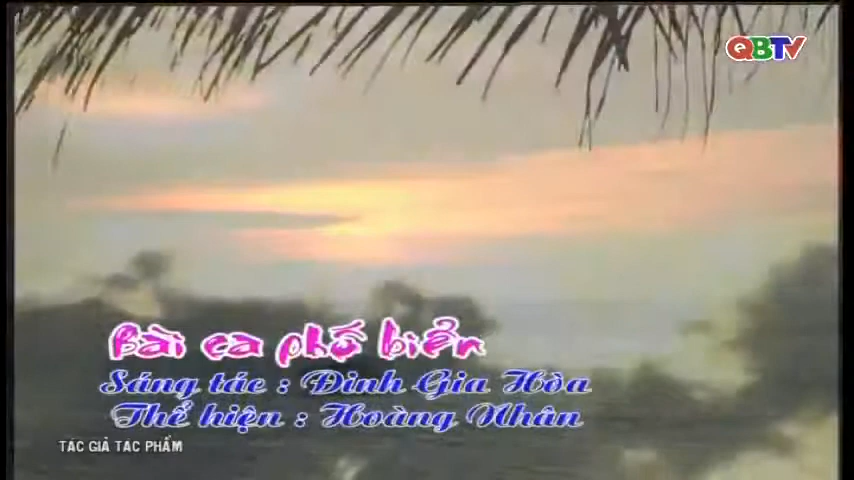 QBTV
Bài ca phố biển
Sáng tác : Đinh Gia Hòa
Thể hiện : Hoàng Nhân
TÁC GIẢ TÁC PHẨM